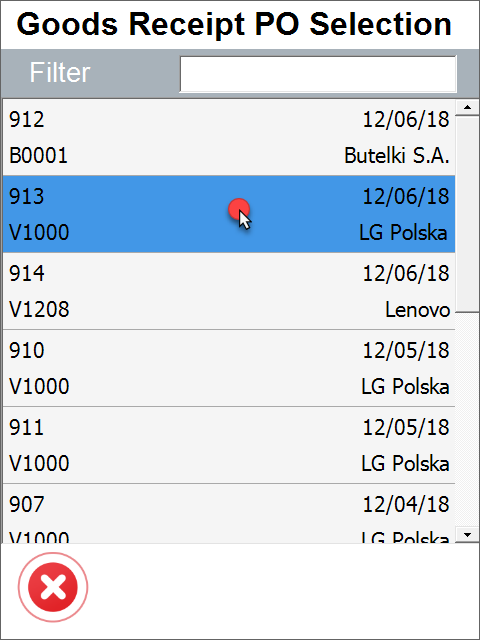 Goods Receipt PO Selection
Filter
912 12/06/18
B0001 Butelki S.A.
913 12/06/18
V1000 LG Polska
914 12/06/18
V1208 Lenovo
910 12/05/18
V1000 LG Polska
911 12/05/18
V1000 LG Polska
907 12/04/18
V1000 LG Polska